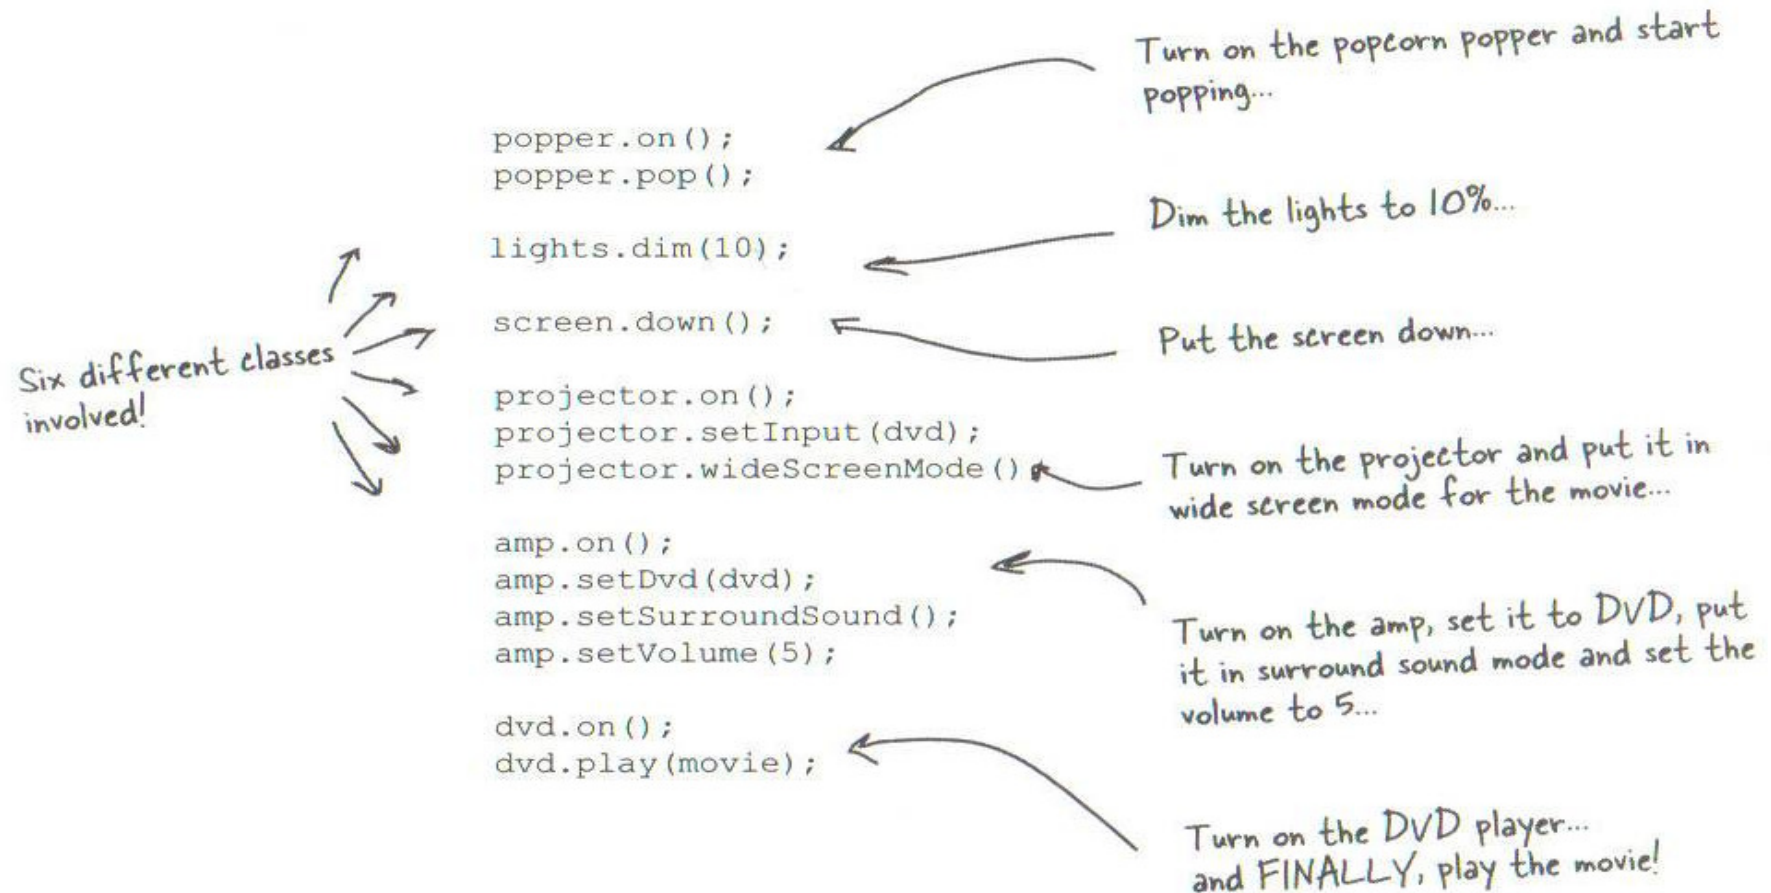 Turn on the popcorn popper and start
popping...
popper.on();
popper.pop();
Dim the lights to 10%...
lights.dim(10);
screen.down();
Put the screen down...
Six different classes
involved!
projector.on();
projector.setInput(dvd);
projector.wideScreenMode()
Turn on the projector and put it in
wide screen mode for the movie...
amp.on();
amp.setDvd(dvd);
amp.setSurroundSound();
amp.setVolume(5);
Turn on the amp, set it to DVD, put
it in surround sound mode and set the
volume to 5...
dvd.on();
dvd.play(movie);
Turn on the DVD player...
and FINALLY, play the movie!